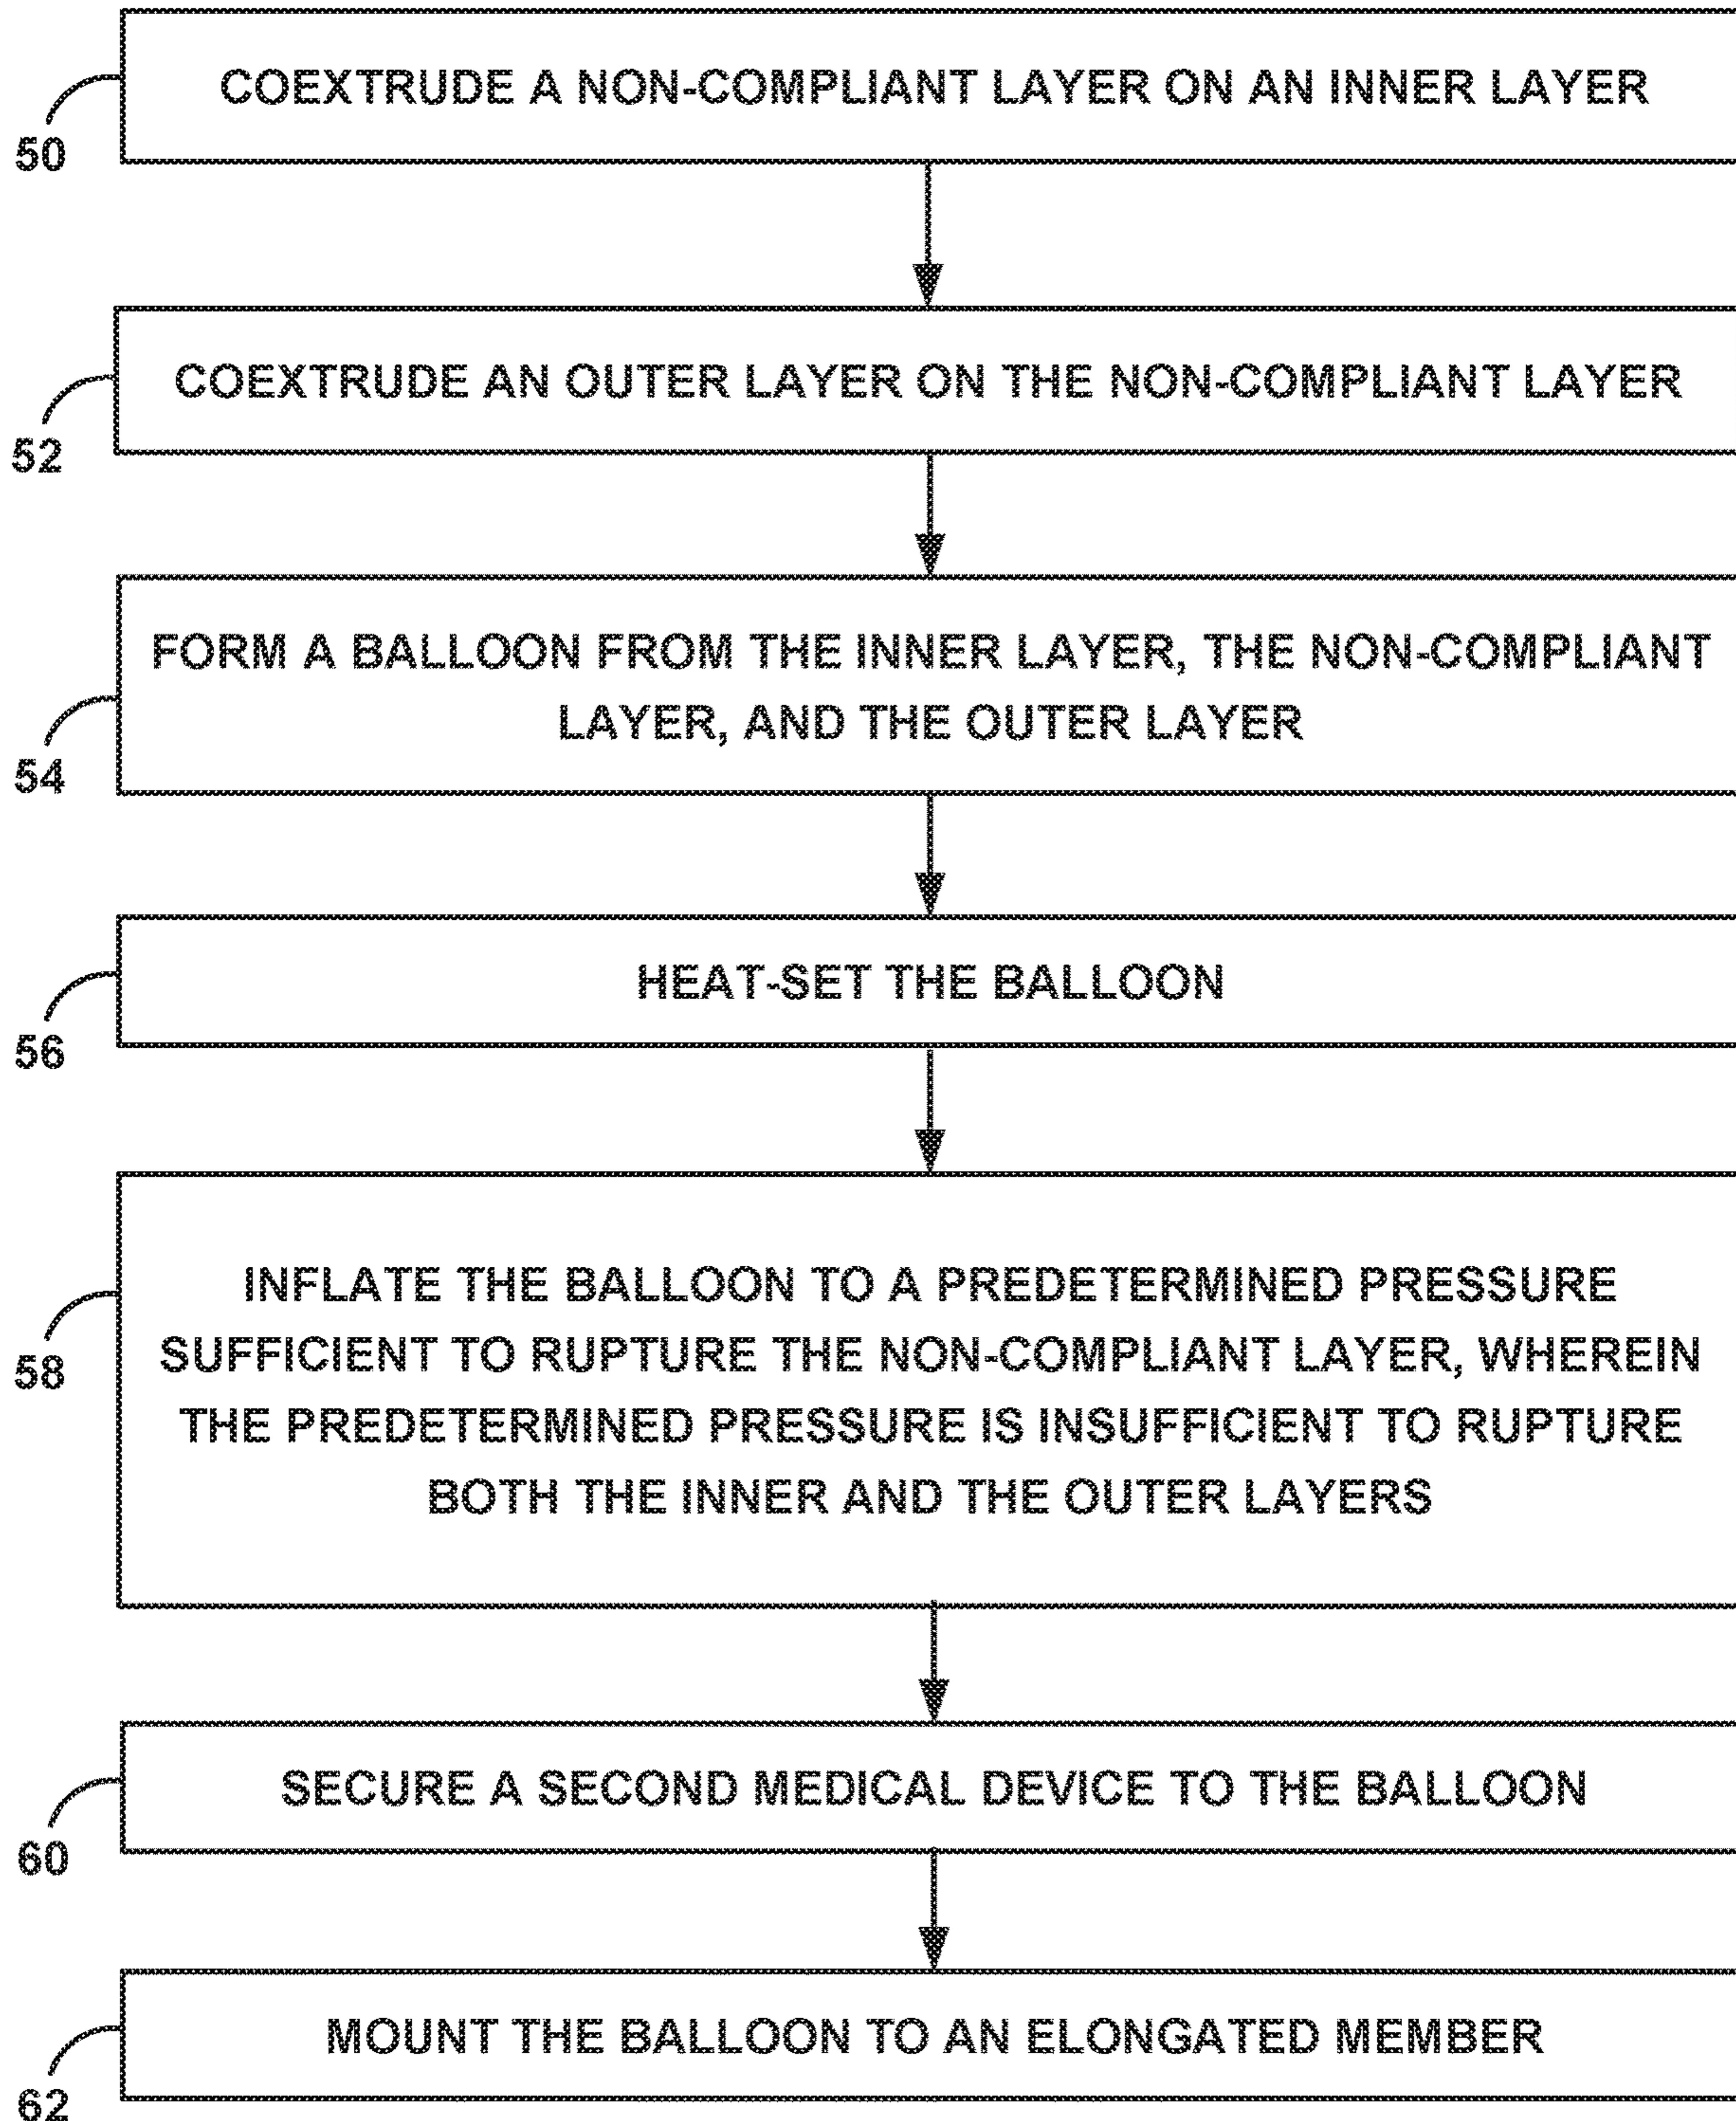 COEXTRUDE A NON-COMPLIANT LAYER ON AN INNER LAYER
50
COEXTRUDE AN OUTER LAYER ON THE NON-COMPLIANT LAYER
52
FORM A BALLOON FROM THE INNER LAYER, THE NON-COMPLIANT
LAYER, AND THE OUTER LAYER
54
HEAT-SET THE BALLOON
56
INFLATE THE BALLOON TO A PREDETERMINED PRESSURE
SUFFICIENT TO RUPTURE THE NON-COMPLIANT LAYER, WHEREIN
THE PREDETERMINED PRESSURE IS INSUFFICIENT TO RUPTURE
BOTH THE INNER AND THE OUTER LAYERS
58
SECURE A SECOND MEDICAL DEVICE TO THE BALLOON
60
MOUNT THE BALLOON TO AN ELONGATED MEMBER
62